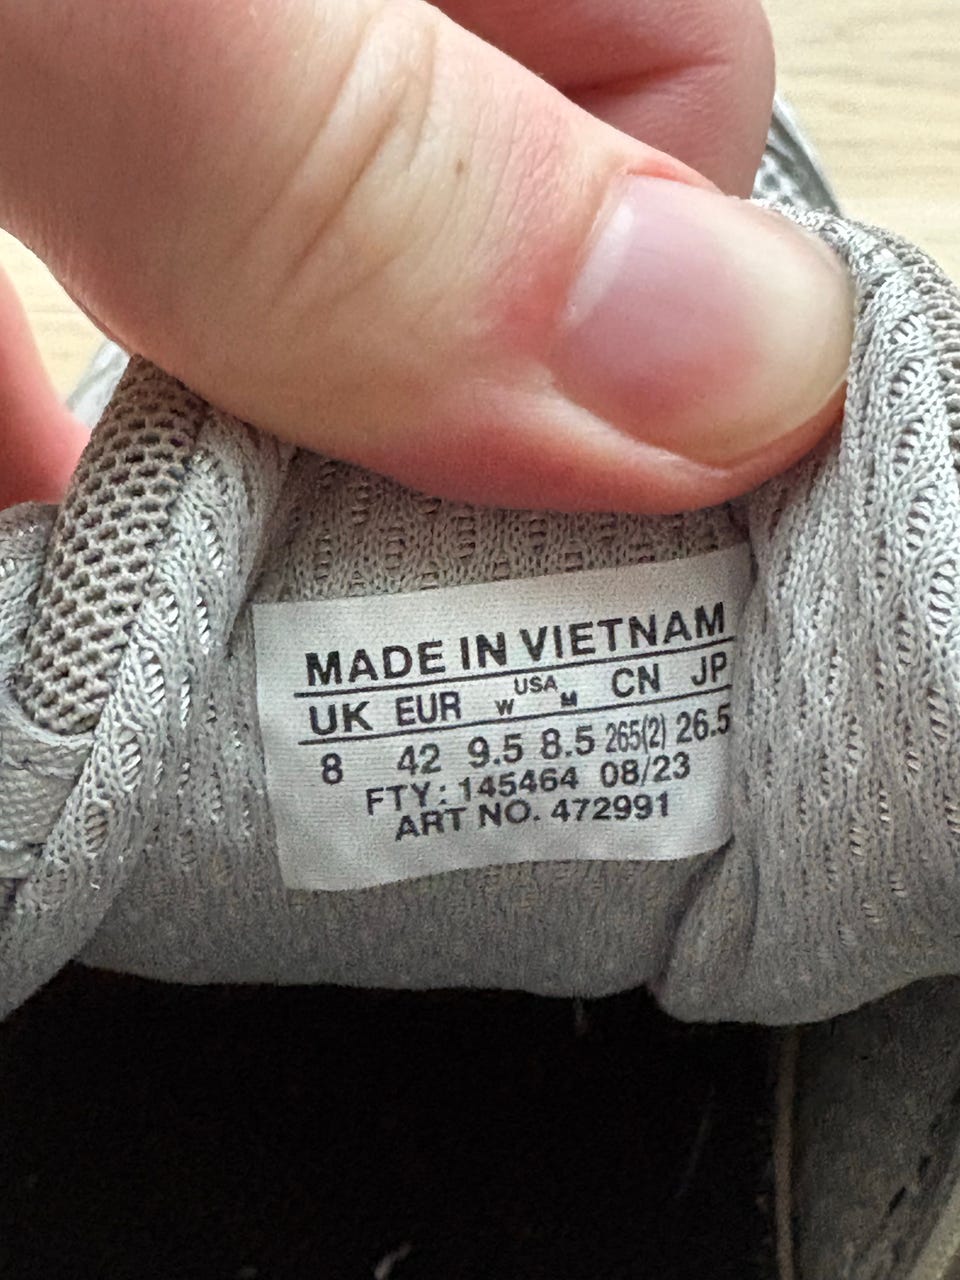 MADE IN VIETNAM
UK EUR W USA M CN JP
8 42 9.5 8.5 265(2) 26.5
FTY: 145464 08/23
ART NO. 472991